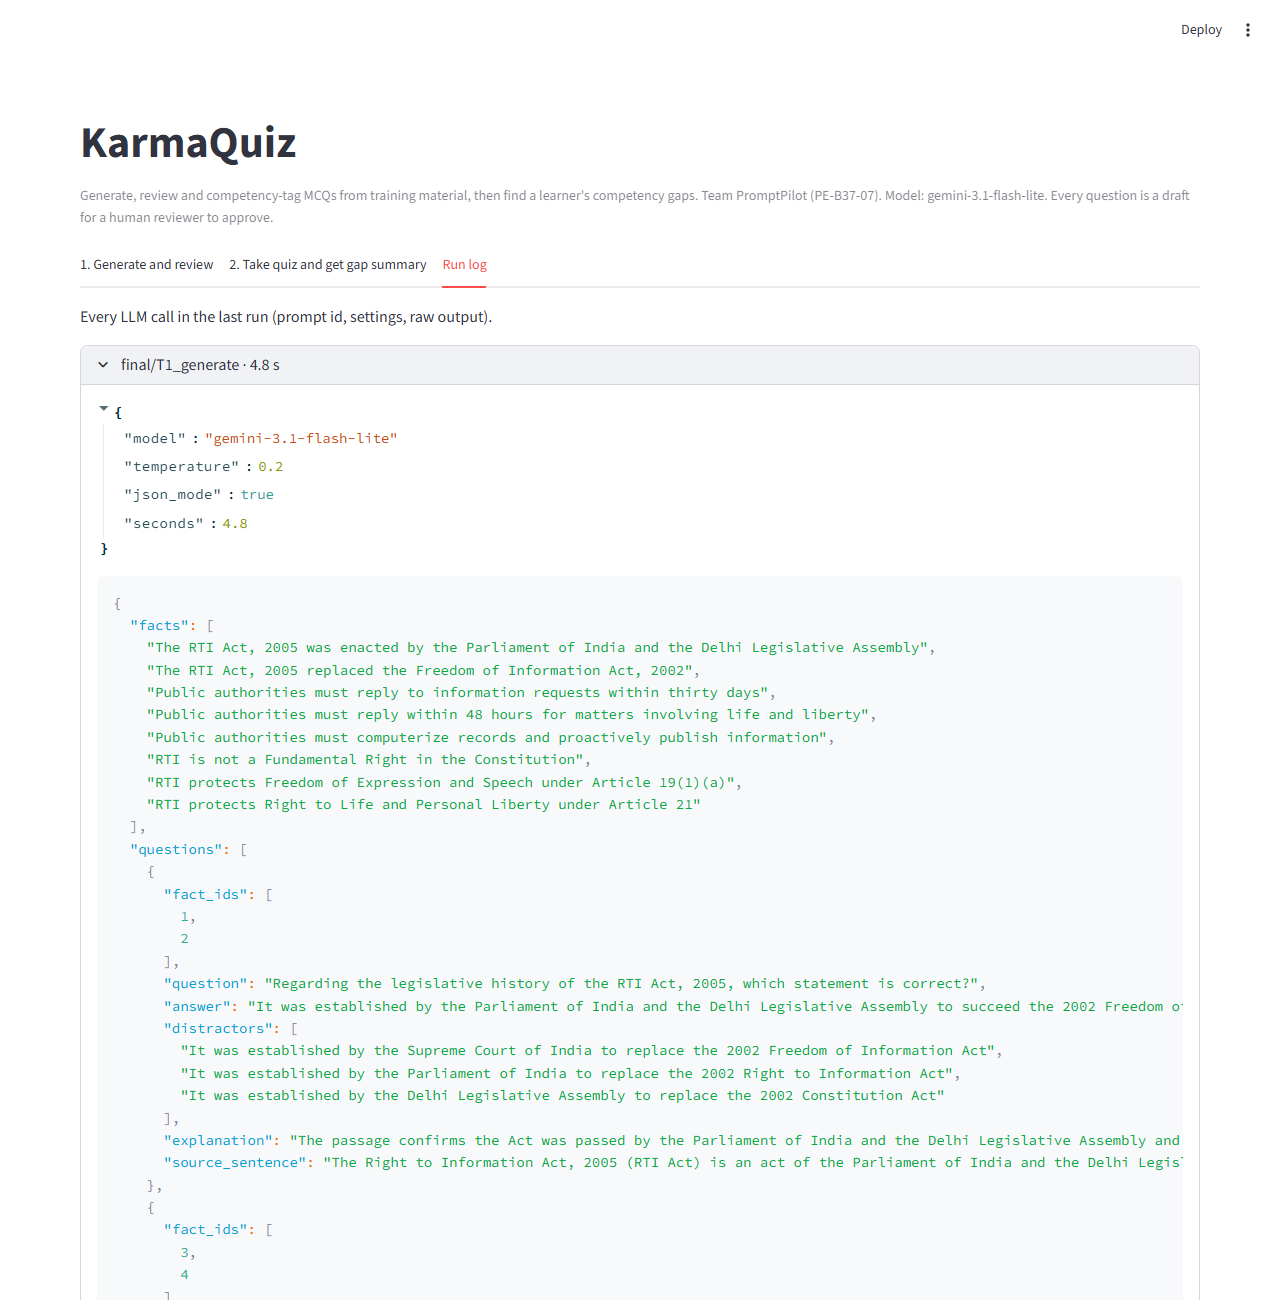 Deploy
KarmaQuiz
Generate, review and competency-tag MCQs from training material, then find a learner's competency gaps. Team PromptPilot (PE-B37-07). Model: gemini-3.1-flash-lite. Every question is a draft
for a human reviewer to approve.
1. Generate and review 2. Take quiz and get gap summary Run log
Every LLM call in the last run (prompt id, settings, raw output).
final/T1_generate · 4.8 s
{
"model" : "gemini-3.1-flash-lite"
"temperature" : 0.2
"json_mode" : true
"seconds" : 4.8
}
{
"facts": [
"The RTI Act, 2005 was enacted by the Parliament of India and the Delhi Legislative Assembly",
"The RTI Act, 2005 replaced the Freedom of Information Act, 2002",
"Public authorities must reply to information requests within thirty days",
"Public authorities must reply within 48 hours for matters involving life and liberty",
"Public authorities must computerize records and proactively publish information",
"RTI is not a Fundamental Right in the Constitution",
"RTI protects Freedom of Expression and Speech under Article 19(1)(a)",
"RTI protects Right to Life and Personal Liberty under Article 21"
],
"questions": [
{
"fact_ids": [
1,
2
],
"question": "Regarding the legislative history of the RTI Act, 2005, which statement is correct?",
"answer": "It was established by the Parliament of India and the Delhi Legislative Assembly to succeed the 2002 Freedom of
"distractors": [
"It was established by the Supreme Court of India to replace the 2002 Freedom of Information Act",
"It was established by the Parliament of India to replace the 2002 Right to Information Act",
"It was established by the Delhi Legislative Assembly to replace the 2002 Constitution Act"
],
"explanation": "The passage confirms the Act was passed by the Parliament of India and the Delhi Legislative Assembly and
"source_sentence": "The Right to Information Act, 2005 (RTI Act) is an act of the Parliament of India and the Delhi Legisl
},
{
"fact_ids": [
3,
4
]